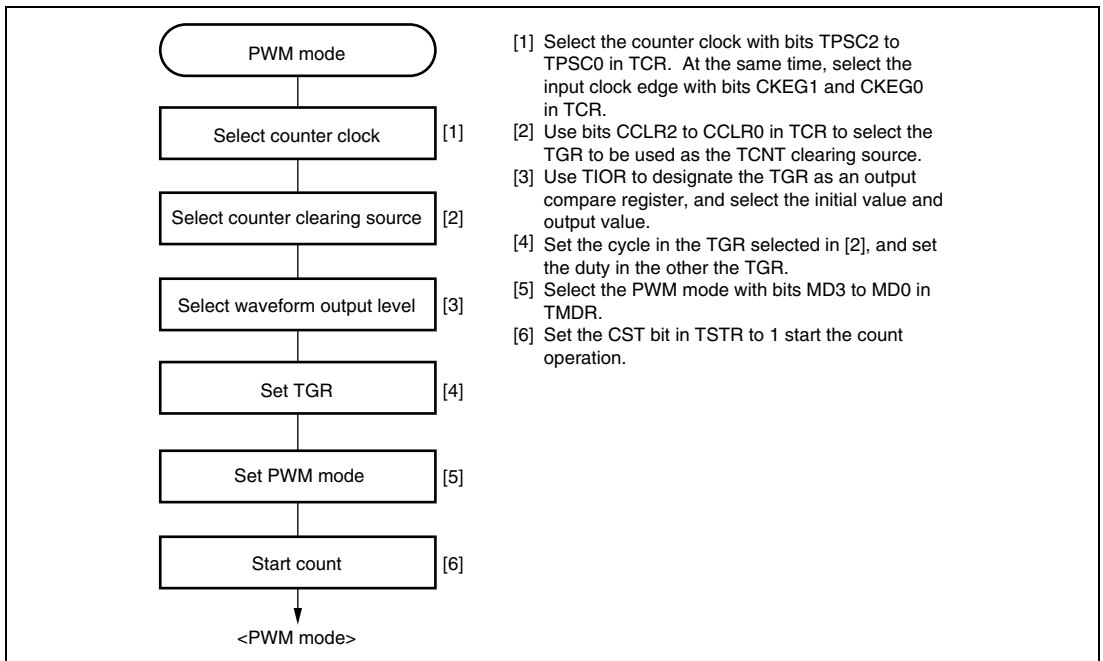 PWM mode
Select counter clock
[1]
Select counter clearing source
[2]
Select waveform output level
[3]
Set TGR
[4]
Set PWM mode
[5]
Start count
[6]
<PWM mode>
[1] Select the counter clock with bits TPSC2 to
TPSC0 in TCR. At the same time, select the
input clock edge with bits CKEG1 and CKEG0
in TCR.
[2] Use bits CCLR2 to CCLR0 in TCR to select the
TGR to be used as the TCNT clearing source.
[3] Use TIOR to designate the TGR as an output
compare register, and select the initial value and
output value.
[4] Set the cycle in the TGR selected in [2], and set
the duty in the other the TGR.
[5] Select the PWM mode with bits MD3 to MD0 in
TMDR.
[6] Set the CST bit in TSTR to 1 start the count
operation.